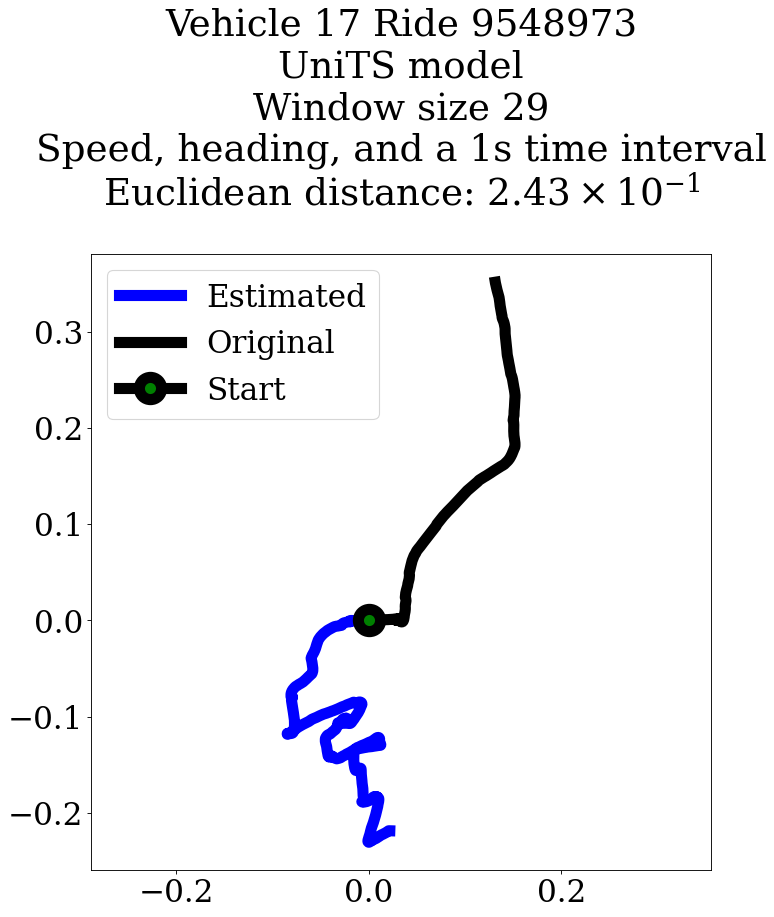 Vehicle 17 Ride 9548973
UniTS model
Window size 29
Speed, heading, and a 1s time interval
Euclidean distance: 2.43 × 10⁻¹
Estimated
Original
Start
0.3
0.2
0.1
0.0
−0.1
−0.2
−0.2 0.0 0.2